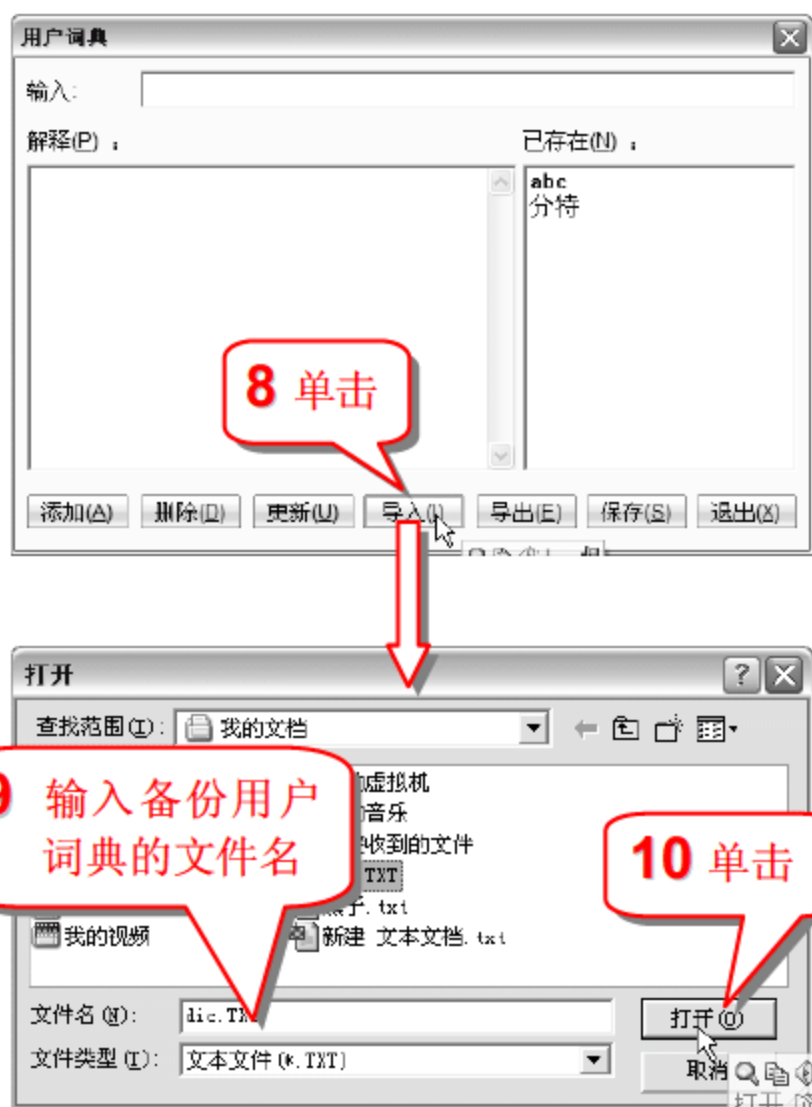 用户词典
输入:
解释(P) : 已存在(N) :
abc
分特
8 单击
添加(A) 删除(D) 更新(U) 导入(I) 导出(E) 保存(S) 退出(X)
打开
查找范围(I): 我的文档
虚拟机
音乐
收到的文件
TXT
.txt
我的视频 新建 文本文档.txt
9 输入备份用户
词典的文件名
10 单击
文件名(N): dic.TX
打开(O)
文件类型(T): 文本文件(*.TXT)
取消
打开